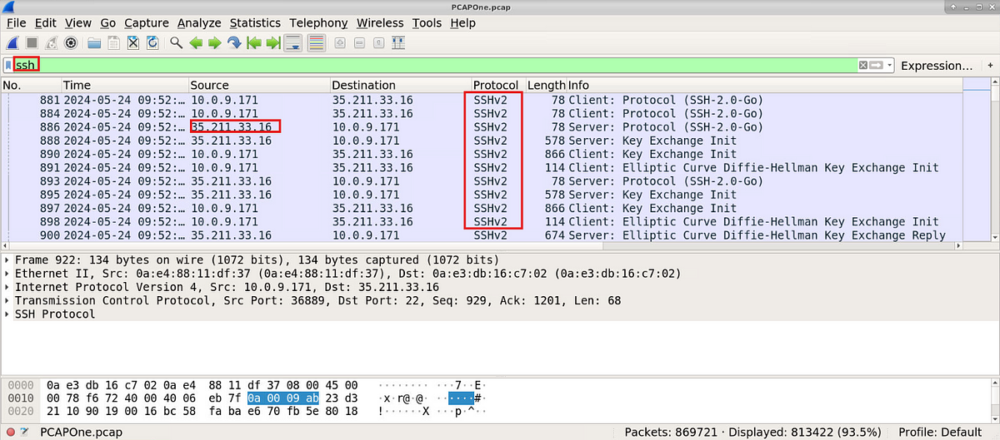 PCAPOne.pcap
File Edit View Go Capture Analyze Statistics Telephony Wireless Tools Help
ssh Expression... +
No. Time Source Destination Protocol Length Info
881 2024-05-24 09:52:… 10.0.9.171 35.211.33.16 SSHv2 78 Client: Protocol (SSH-2.0-Go)
884 2024-05-24 09:52:… 10.0.9.171 35.211.33.16 SSHv2 78 Client: Protocol (SSH-2.0-Go)
886 2024-05-24 09:52:… 35.211.33.16 10.0.9.171 SSHv2 78 Server: Protocol (SSH-2.0-Go)
888 2024-05-24 09:52:… 35.211.33.16 10.0.9.171 SSHv2 578 Server: Key Exchange Init
890 2024-05-24 09:52:… 10.0.9.171 35.211.33.16 SSHv2 866 Client: Key Exchange Init
891 2024-05-24 09:52:… 10.0.9.171 35.211.33.16 SSHv2 114 Client: Elliptic Curve Diffie-Hellman Key Exchange Init
893 2024-05-24 09:52:… 35.211.33.16 10.0.9.171 SSHv2 78 Server: Protocol (SSH-2.0-Go)
895 2024-05-24 09:52:… 35.211.33.16 10.0.9.171 SSHv2 578 Server: Key Exchange Init
897 2024-05-24 09:52:… 10.0.9.171 35.211.33.16 SSHv2 866 Client: Key Exchange Init
898 2024-05-24 09:52:… 10.0.9.171 35.211.33.16 SSHv2 114 Client: Elliptic Curve Diffie-Hellman Key Exchange Init
900 2024-05-24 09:52:… 35.211.33.16 10.0.9.171 SSHv2 674 Server: Elliptic Curve Diffie-Hellman Key Exchange Reply
Frame 922: 134 bytes on wire (1072 bits), 134 bytes captured (1072 bits)
Ethernet II, Src: 0a:e4:88:11:df:37 (0a:e4:88:11:df:37), Dst: 0a:e3:db:16:c7:02 (0a:e3:db:16:c7:02)
Internet Protocol Version 4, Src: 10.0.9.171, Dst: 35.211.33.16
Transmission Control Protocol, Src Port: 36889, Dst Port: 22, Seq: 929, Ack: 1201, Len: 68
SSH Protocol
0000 0a e3 db 16 c7 02 0a e4 88 11 df 37 08 00 45 00 ········ ···7··E·
0010 00 78 f6 72 40 00 40 06 eb 7f 0a 00 09 ab 23 d3 ·x·r@·@· ······#·
0020 21 10 90 19 00 16 bc 58 fa ba e6 70 fb 5e 80 18 !······X ···p·^··
PCAPOne.pcap Packets: 869721 · Displayed: 813422 (93.5%) Profile: Default